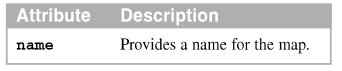 Attribute Description
name Provides a name for the map.